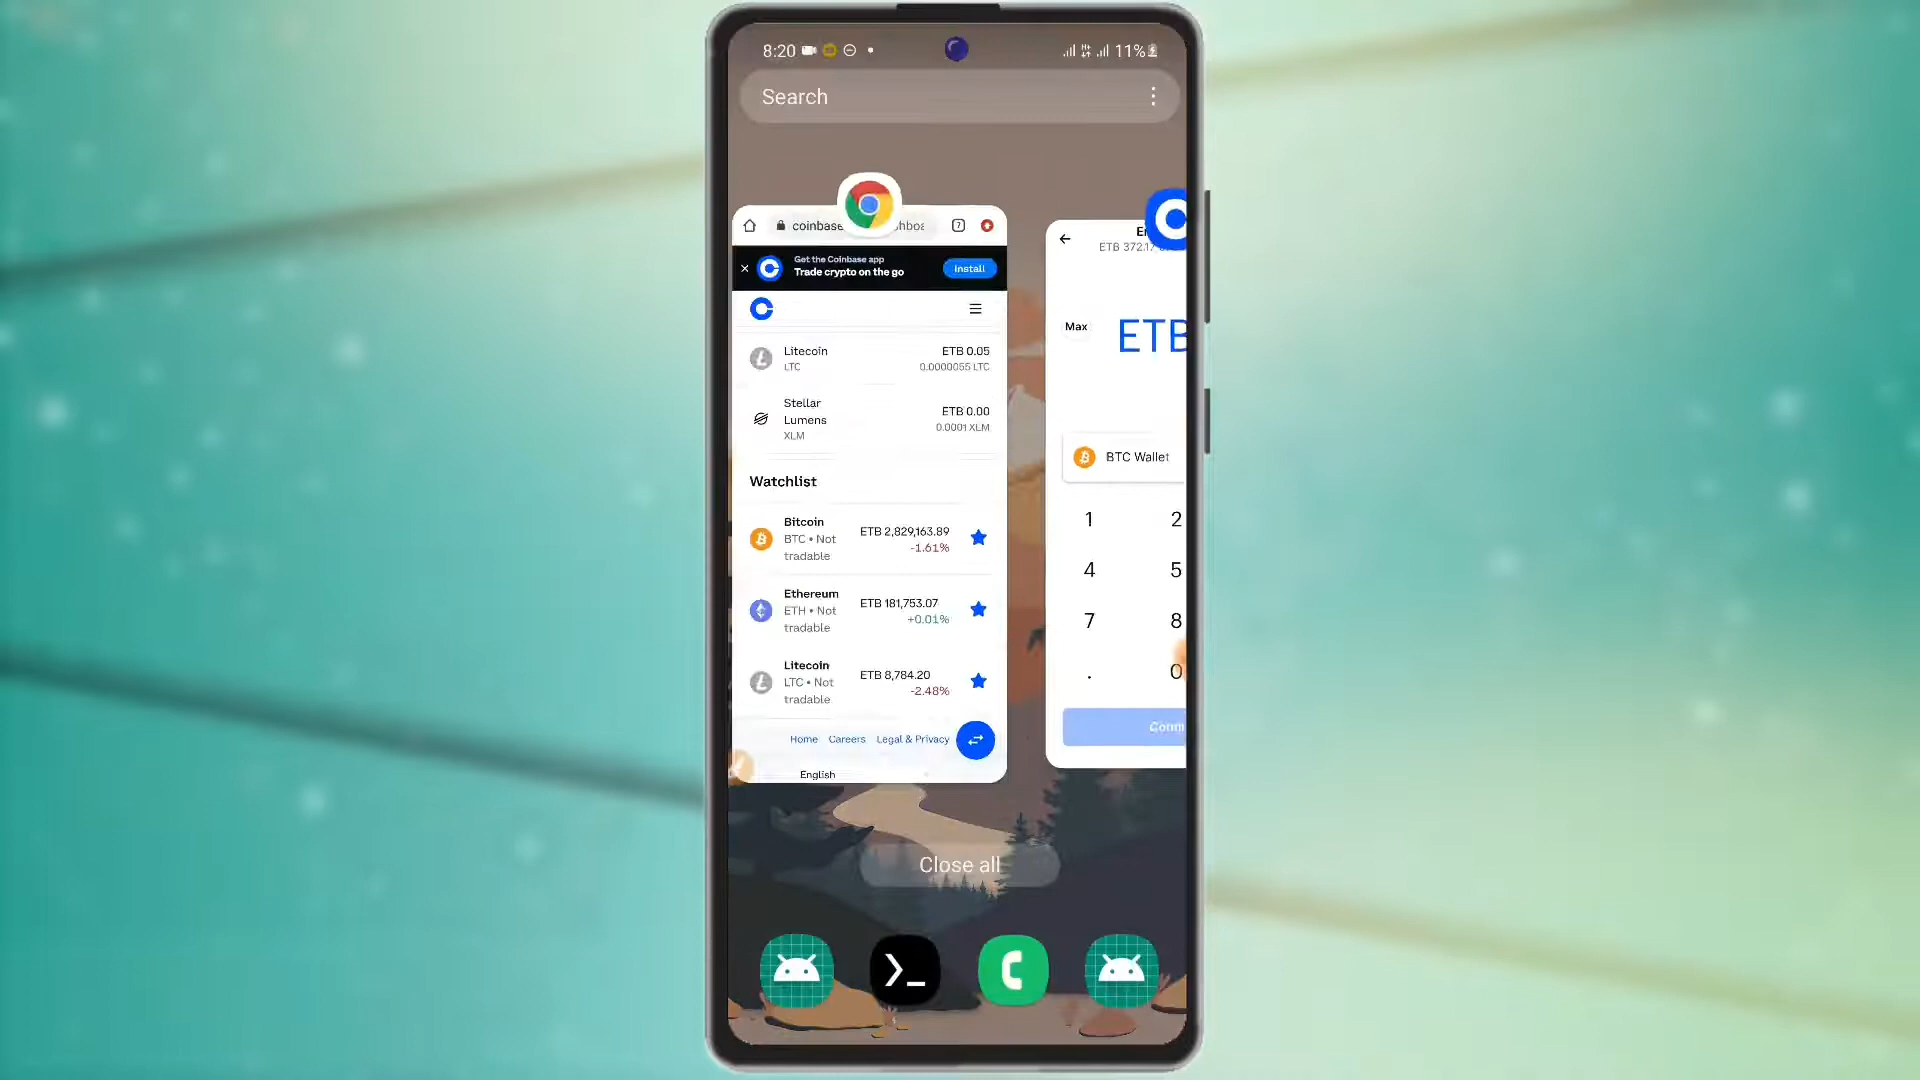 8:20
11%
Search
coinbase
hboa
Get the Coinbase app
Trade crypto on the go
Install
Litecoin
ETB 0.05
LTC
0.0000055 LTC
Stellar
Lumens
ETB 0.00
XLM
0.0001 XLM
Watchlist
Bitcoin
ETB 2,829,163.89
BTC • Not
-1.61%
tradable
Ethereum
ETB 181,753.07
ETH • Not
+0.01%
tradable
Litecoin
ETB 8,784.20
LTC • Not
-2.48%
tradable
Home Careers Legal & Privacy
English
ETB 372.17
Max
ETB
BTC Wallet
1 2
4 5
7 8
. 0
Close all